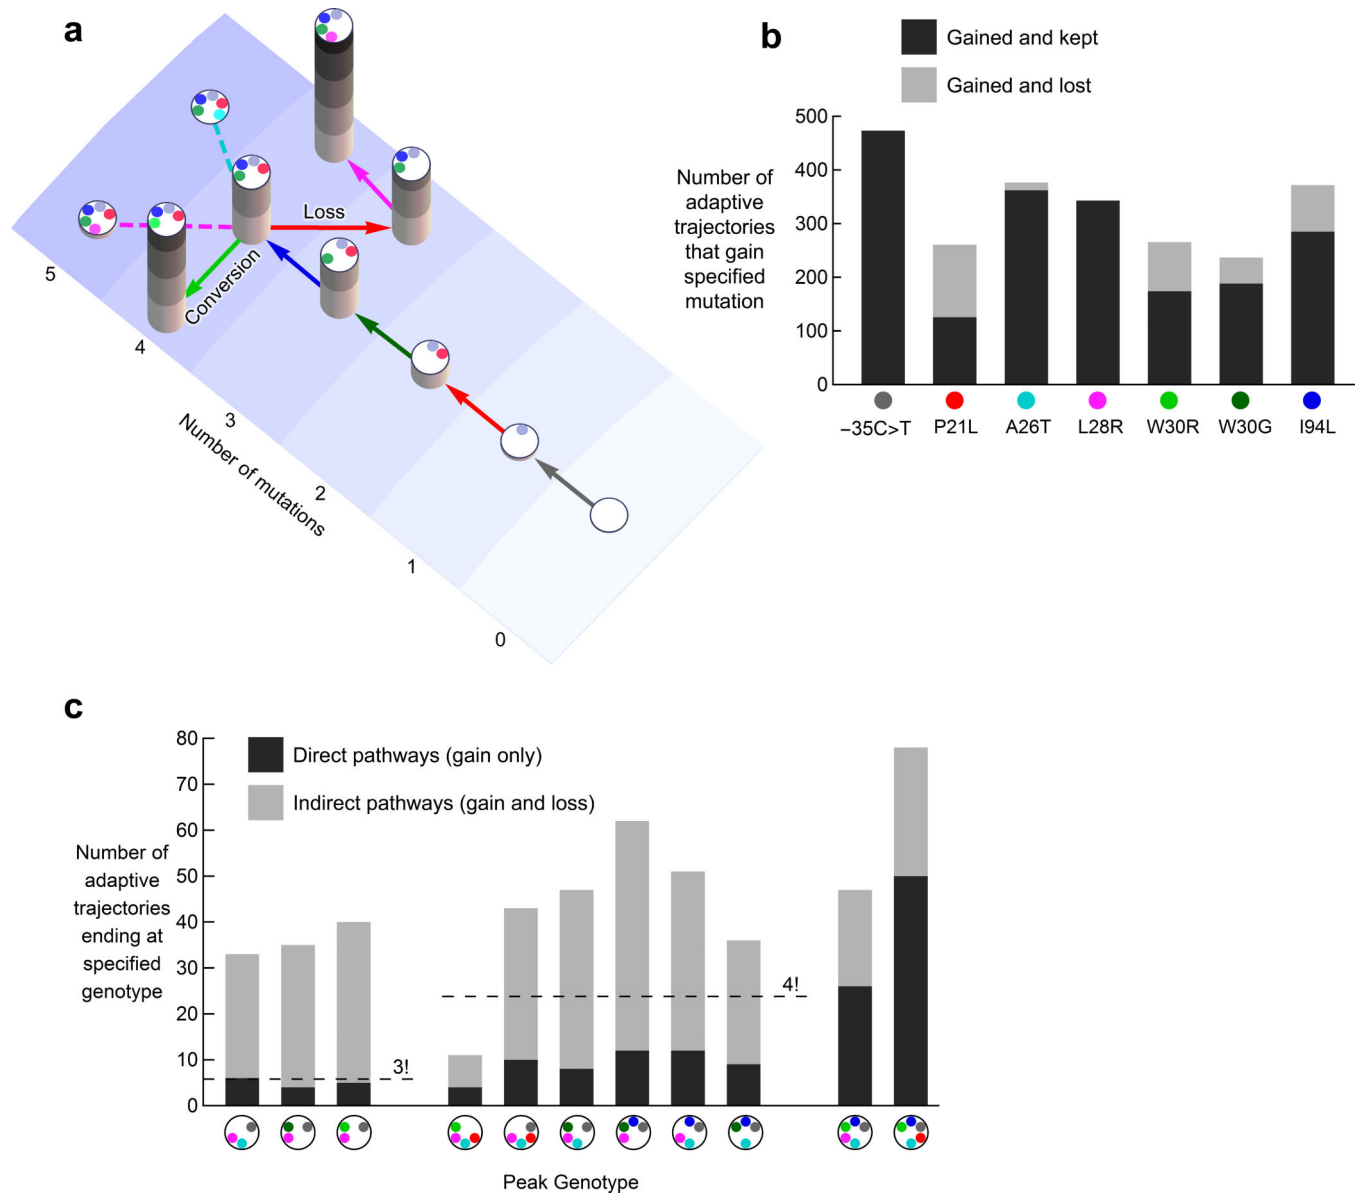 a
Loss
Conversion
5
4
3
2
1
0
Number of mutations
b
Gained and kept
Gained and lost
Number of
adaptive
trajectories
that gain
specified
mutation
500
400
300
200
100
0
−35C>T P21L A26T L28R W30R W30G I94L
c
Direct pathways (gain only)
Indirect pathways (gain and loss)
Number of
adaptive
trajectories
ending at
specified
genotype
80
70
60
50
40
30
20
10
0
3!
4!
Peak Genotype